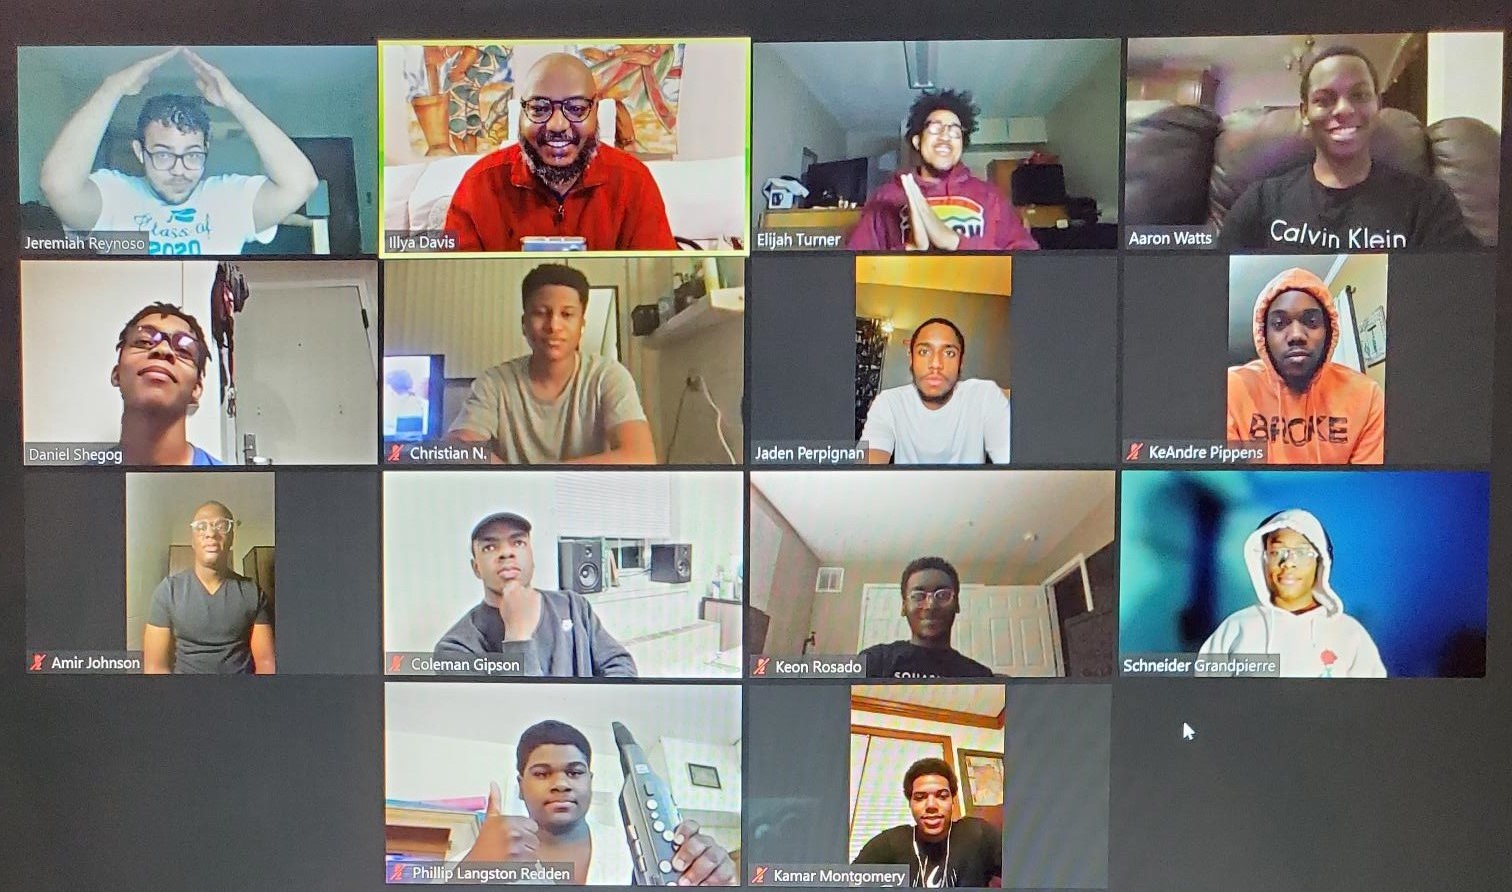 Class of
2020
Jeremiah Reynoso
Illya Davis
Elijah Turner
Calvin Klein
Aaron Watts
Daniel Shegog
Christian N.
Jaden Perpignan
BROKE
KeAndre Pippens
Amir Johnson
Coleman Gipson
Keon Rosado
Schneider Grandpierre
Phillip Langston Redden
Kamar Montgomery